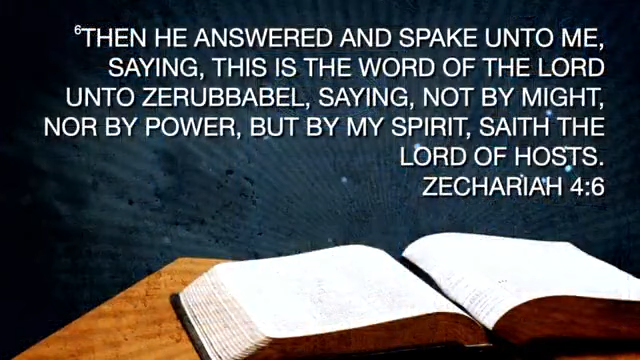 ⁶THEN HE ANSWERED AND SPAKE UNTO ME,
SAYING, THIS IS THE WORD OF THE LORD
UNTO ZERUBBABEL, SAYING, NOT BY MIGHT,
NOR BY POWER, BUT BY MY SPIRIT, SAITH THE
LORD OF HOSTS.
ZECHARIAH 4:6